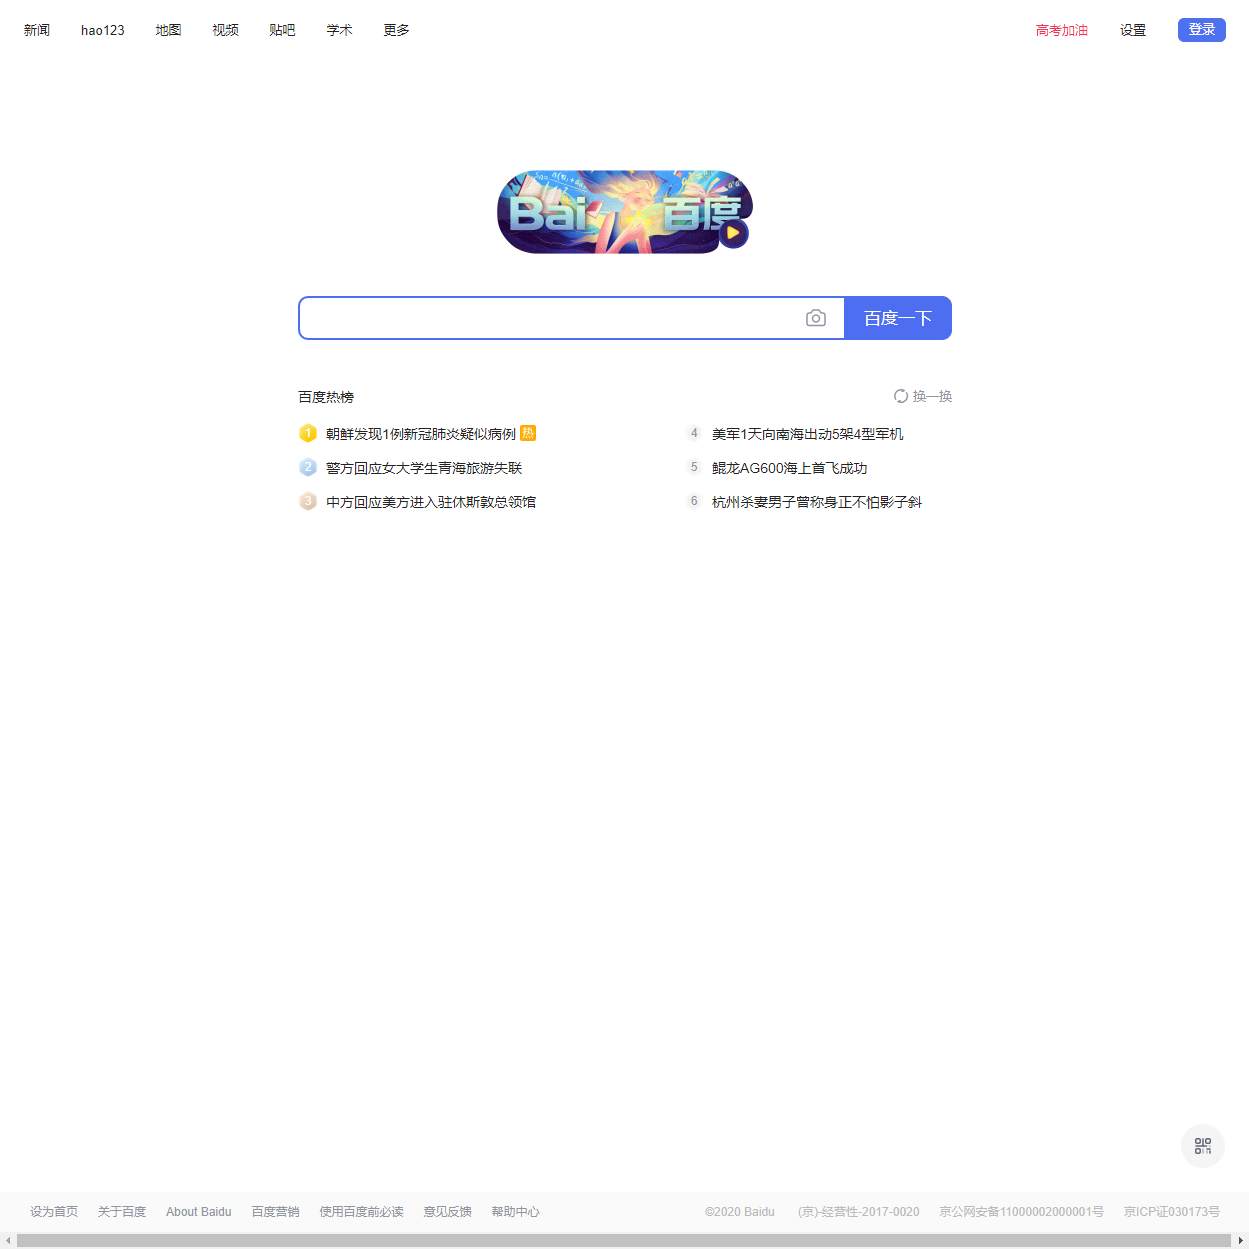 新闻 hao123 地图 视频 贴吧 学术 更多 高考加油 设置 登录
Bai 百度
百度一下
百度热榜 换一换
1 朝鲜发现1例新冠肺炎疑似病例 热
2 警方回应女大学生青海旅游失联
3 中方回应美方进入驻休斯敦总领馆
4 美军1天向南海出动5架4型军机
5 鲲龙AG600海上首飞成功
6 杭州杀妻男子曾称身正不怕影子斜
设为首页 关于百度 About Baidu 百度营销 使用百度前必读 意见反馈 帮助中心 ©2020 Baidu (京)-经营性-2017-0020 京公网安备11000002000001号 京ICP证030173号